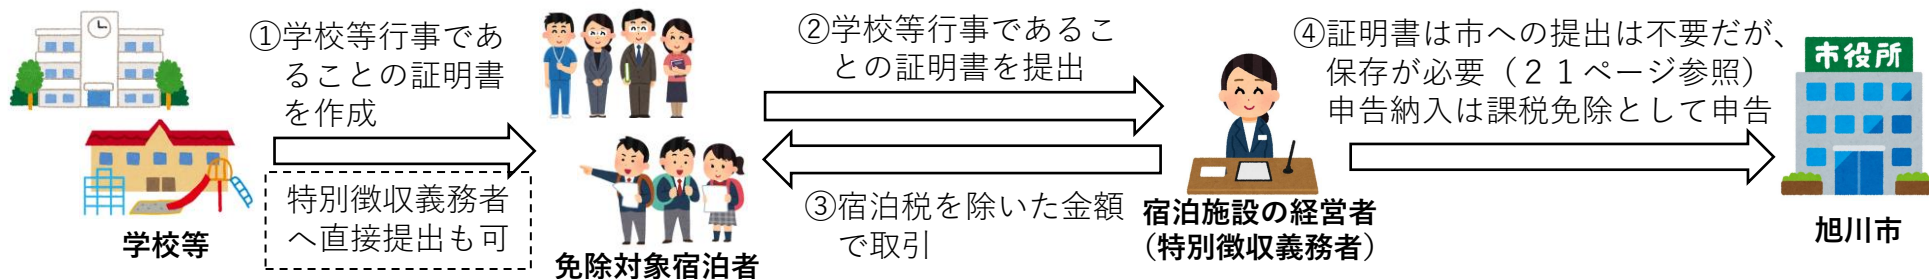 ①学校等行事であ
ることの証明書
を作成
特別徴収義務者
へ直接提出も可
学校等
免除対象宿泊者
②学校等行事であるこ
との証明書を提出
③宿泊税を除いた金額
で取引
宿泊施設の経営者
（特別徴収義務者）
④証明書は市への提出は不要だが、
保存が必要（２１ページ参照）
申告納入は課税免除として申告
市役所
旭川市